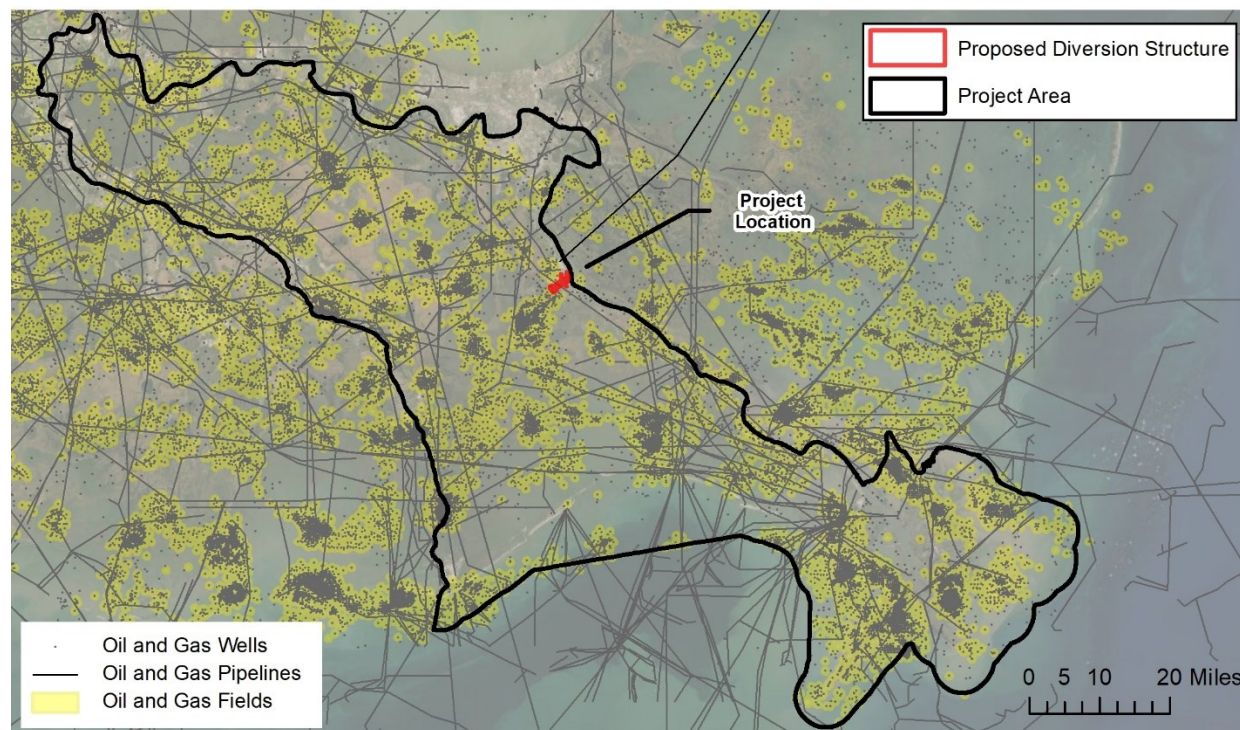 Proposed Diversion Structure
Project Area
Project
Location
Oil and Gas Wells
Oil and Gas Pipelines
Oil and Gas Fields
0 5 10 20 Miles